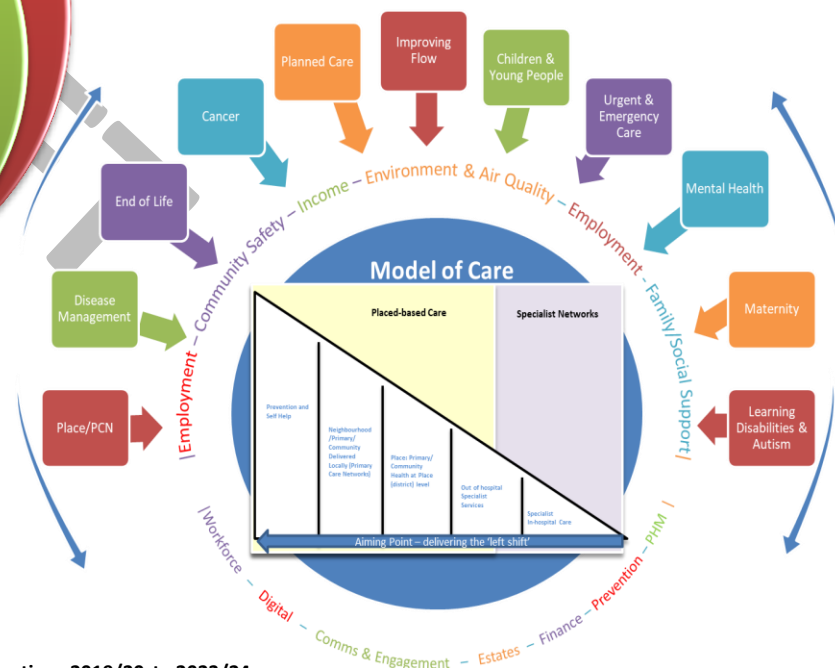 Improving
Flow
Planned Care
Children &
Young People
Cancer
Urgent &
Emergency
Care
End of Life
Mental Health
Disease
Management
Maternity
Place/PCN
Learning
Disabilities &
Autism
|Employment – Community Safety – Income – Environment & Air Quality – Employment - Family/Social Support|
Model of Care
Placed-based Care
Specialist Networks
Prevention and
Self Help
Neighbourhood
/Primary/
Community
Delivered
Locally (Primary
Care Networks)
Place: Primary/
Community
Health at Place
(district) level
Out of hospital
Specialist
Services
Specialist
In-hospital Care
Aiming Point – delivering the 'left shift'
|Workforce – Digital – Comms & Engagement – Estates – Finance – Prevention – PHM |